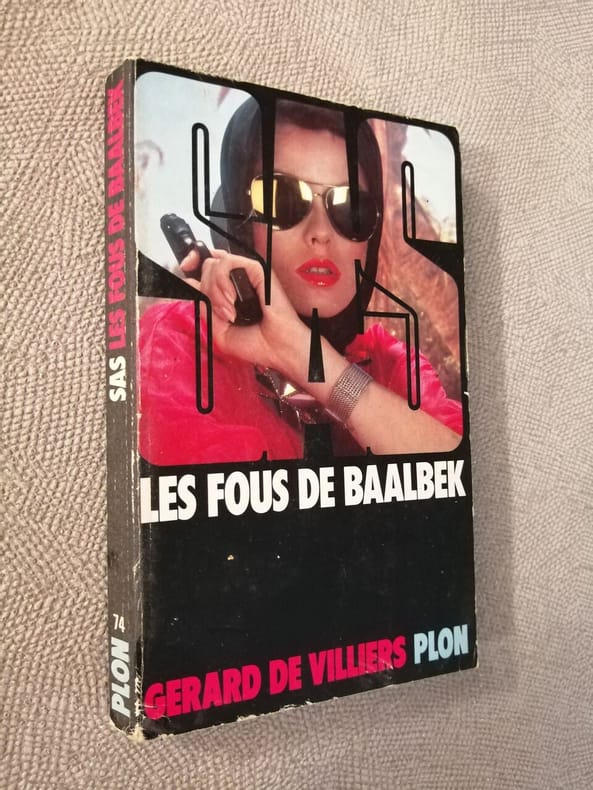 SAS
LES FOUS DE BAALBEK
GERARD DE VILLIERS PLON
SAS LES FOUS DE BAALBEK
74
PLON